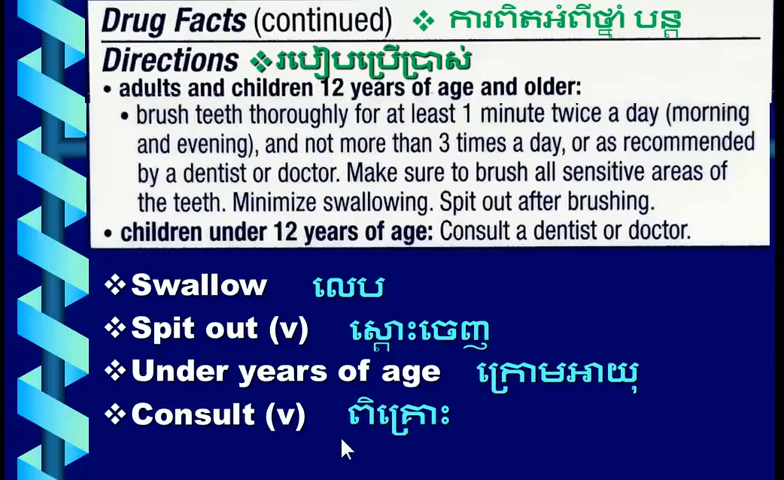 Drug Facts (continued) ❖ ការពិតអំពីថ្នាំ បន្ត
Directions ❖របៀបប្រើប្រាស់
• adults and children 12 years of age and older:
• brush teeth thoroughly for at least 1 minute twice a day (morning
and evening), and not more than 3 times a day, or as recommended
by a dentist or doctor. Make sure to brush all sensitive areas of
the teeth. Minimize swallowing. Spit out after brushing.
• children under 12 years of age: Consult a dentist or doctor.
❖Swallow លេប
❖Spit out (v) ស្ដោះចេញ
❖Under years of age ក្រោមអាយុ
❖Consult (v) ពិគ្រោះ